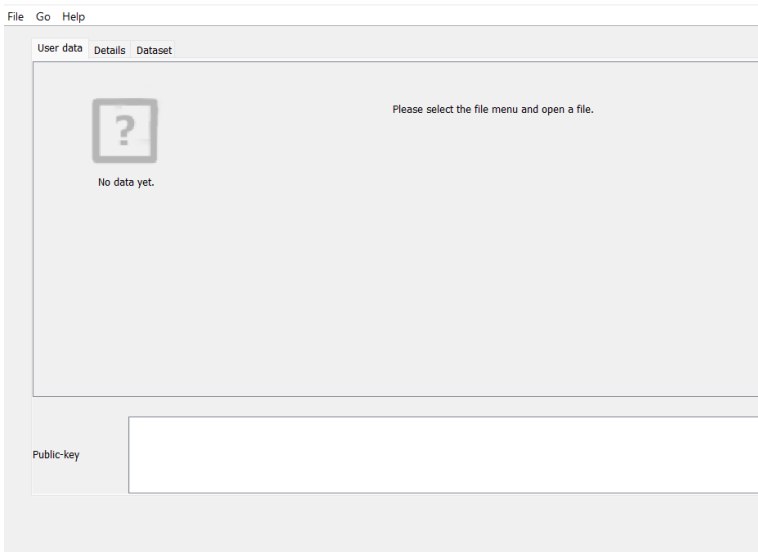 File Go Help
User data Details Dataset
Please select the file menu and open a file.
?
No data yet.
Public-key